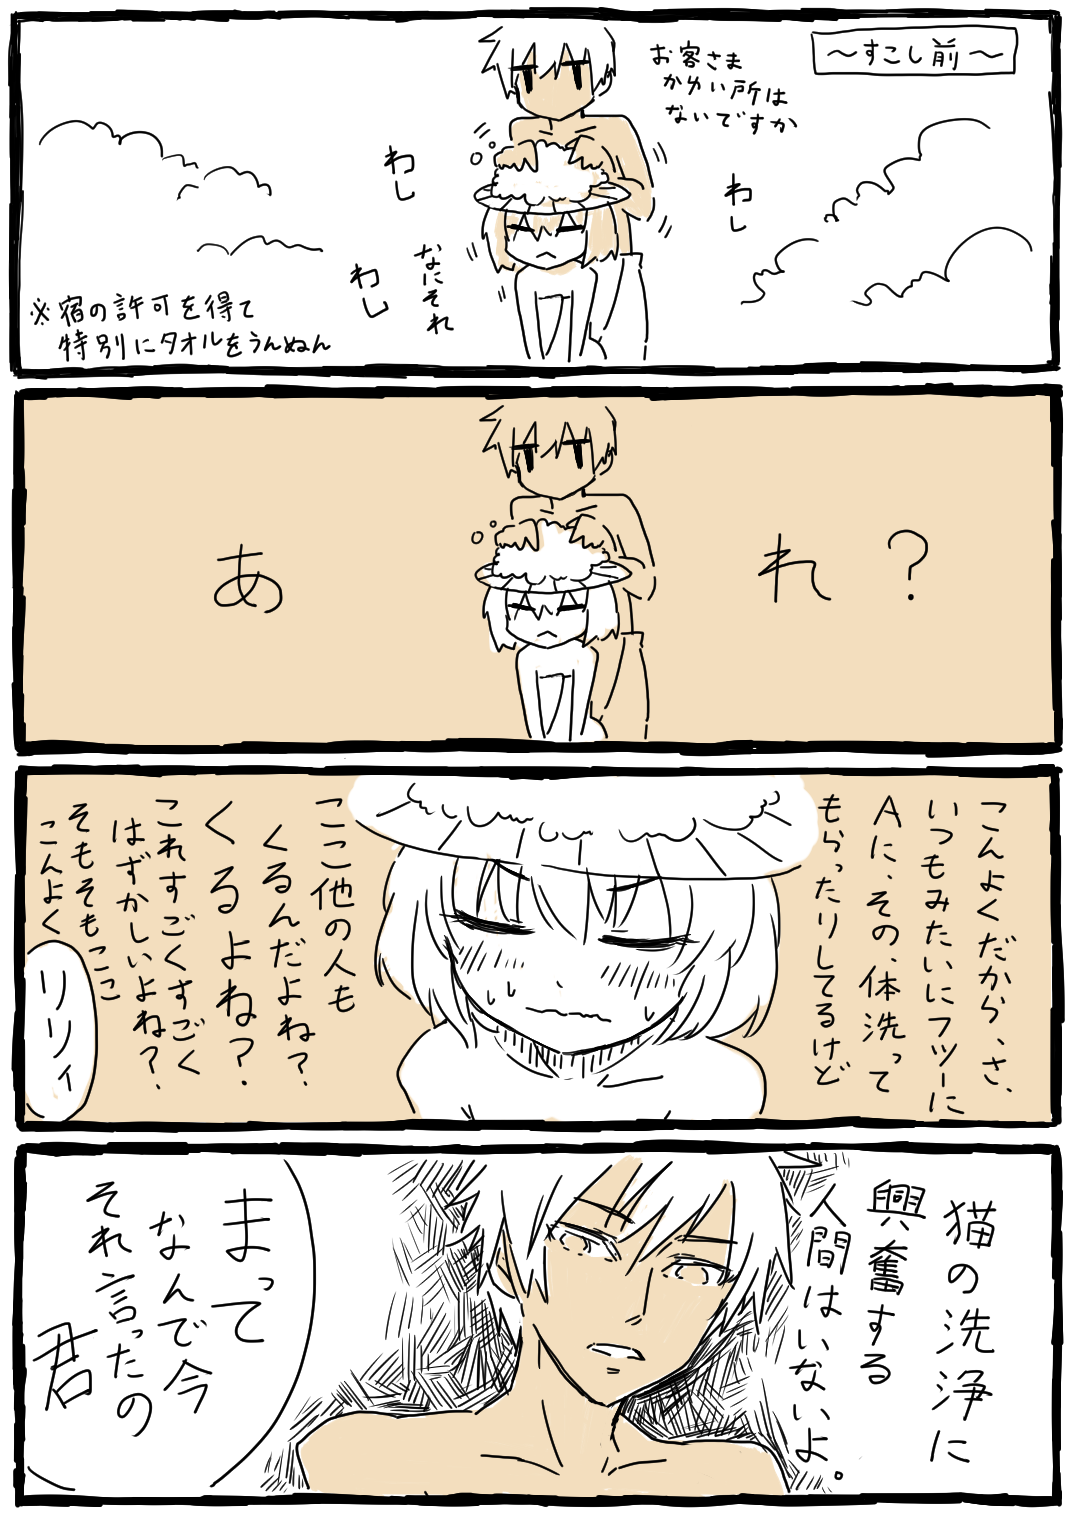 〜すこし前〜
お客さま
かゆい所は
ないですか
わし
わし
なにそれ
わし
※宿の許可を得て
特別にタオルをうんぬん
あ
れ?
こんよくだから、さ、
いつもみたいにフツーに
Aに、その、体洗って
もらったりしてるけど
ここ他の人も
くるんだよね?
くるよね?
これすごくすごく
はずかしいよね?
そもそもここ
こんよく
リリィ
猫の洗浄に
興奮する
人間はいないよ。
まって
なんで今
それ言ったの
君